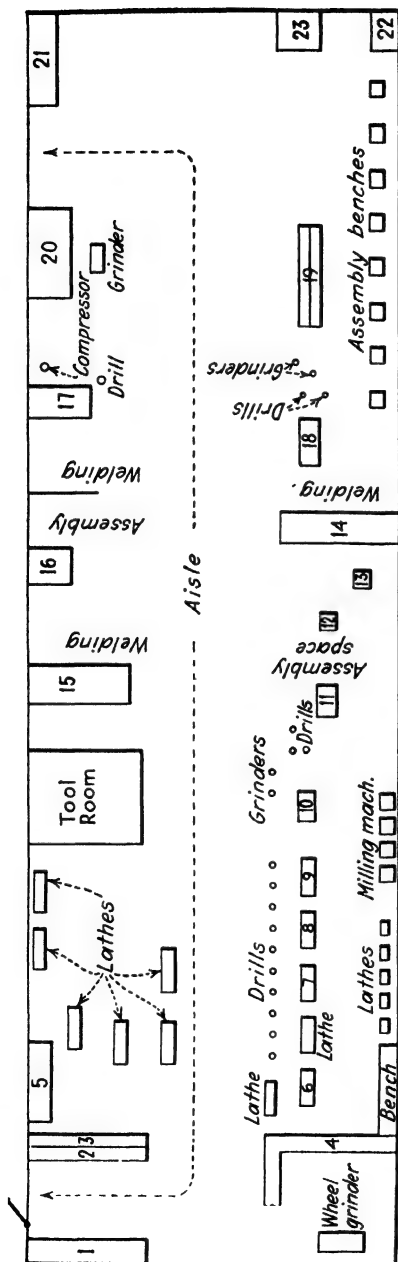 1
2 3
5
Lathes
Tool
Room
15
Welding
16
Assembly
Welding
17
Compressor
Drill
20
Grinder
21
Aisle
Wheel
grinder
4
Bench
Lathe
6
Lathe
Drills
7
8
9
10
Grinders
Drills
11
Lathes
Milling mach.
Assembly
space
12
13
14
Welding.
18
Drills
Grinders
19
Assembly benches
23
22